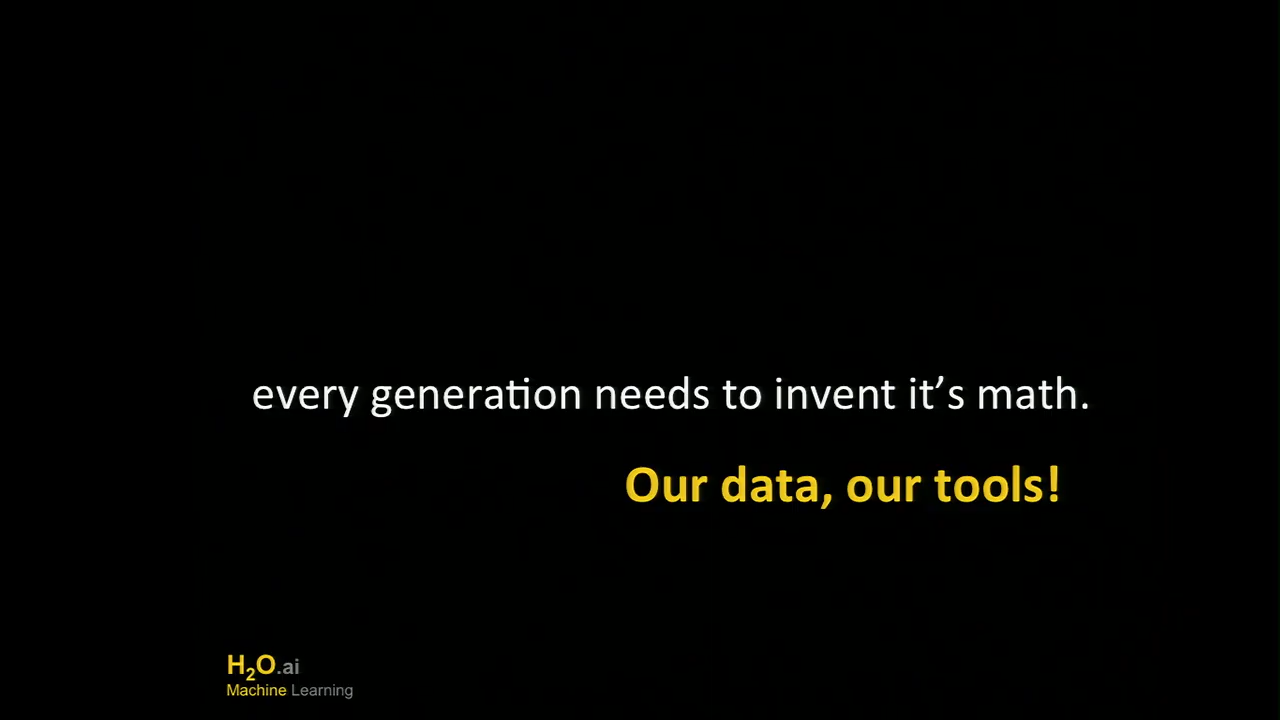 every generation needs to invent it’s math.
Our data, our tools!
H2O.ai
Machine Learning